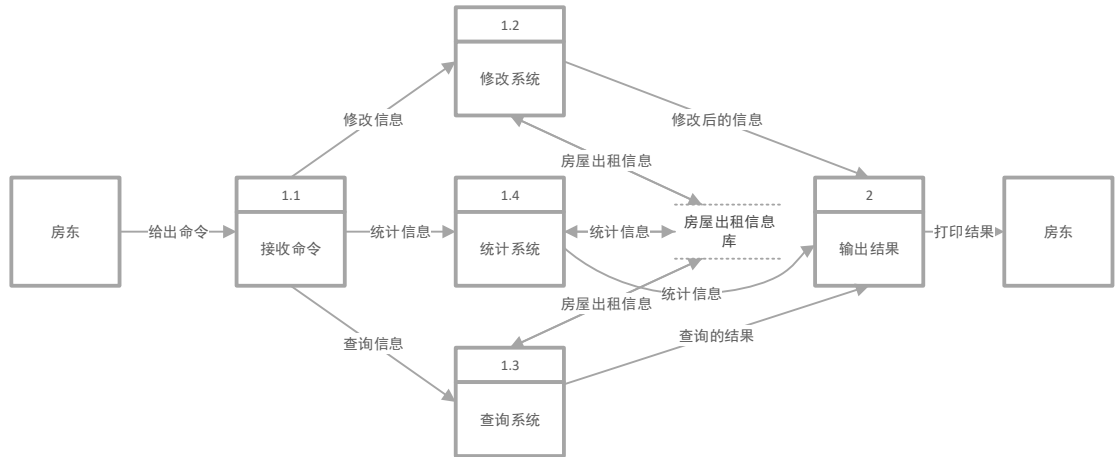 1.2
修改系统
修改信息
修改后的信息
房屋出租信息
房东
给出命令
1.1
接收命令
统计信息
1.4
统计系统
统计信息
房屋出租信息
库
2
输出结果
打印结果
房东
统计信息
房屋出租信息
查询信息
查询的结果
1.3
查询系统